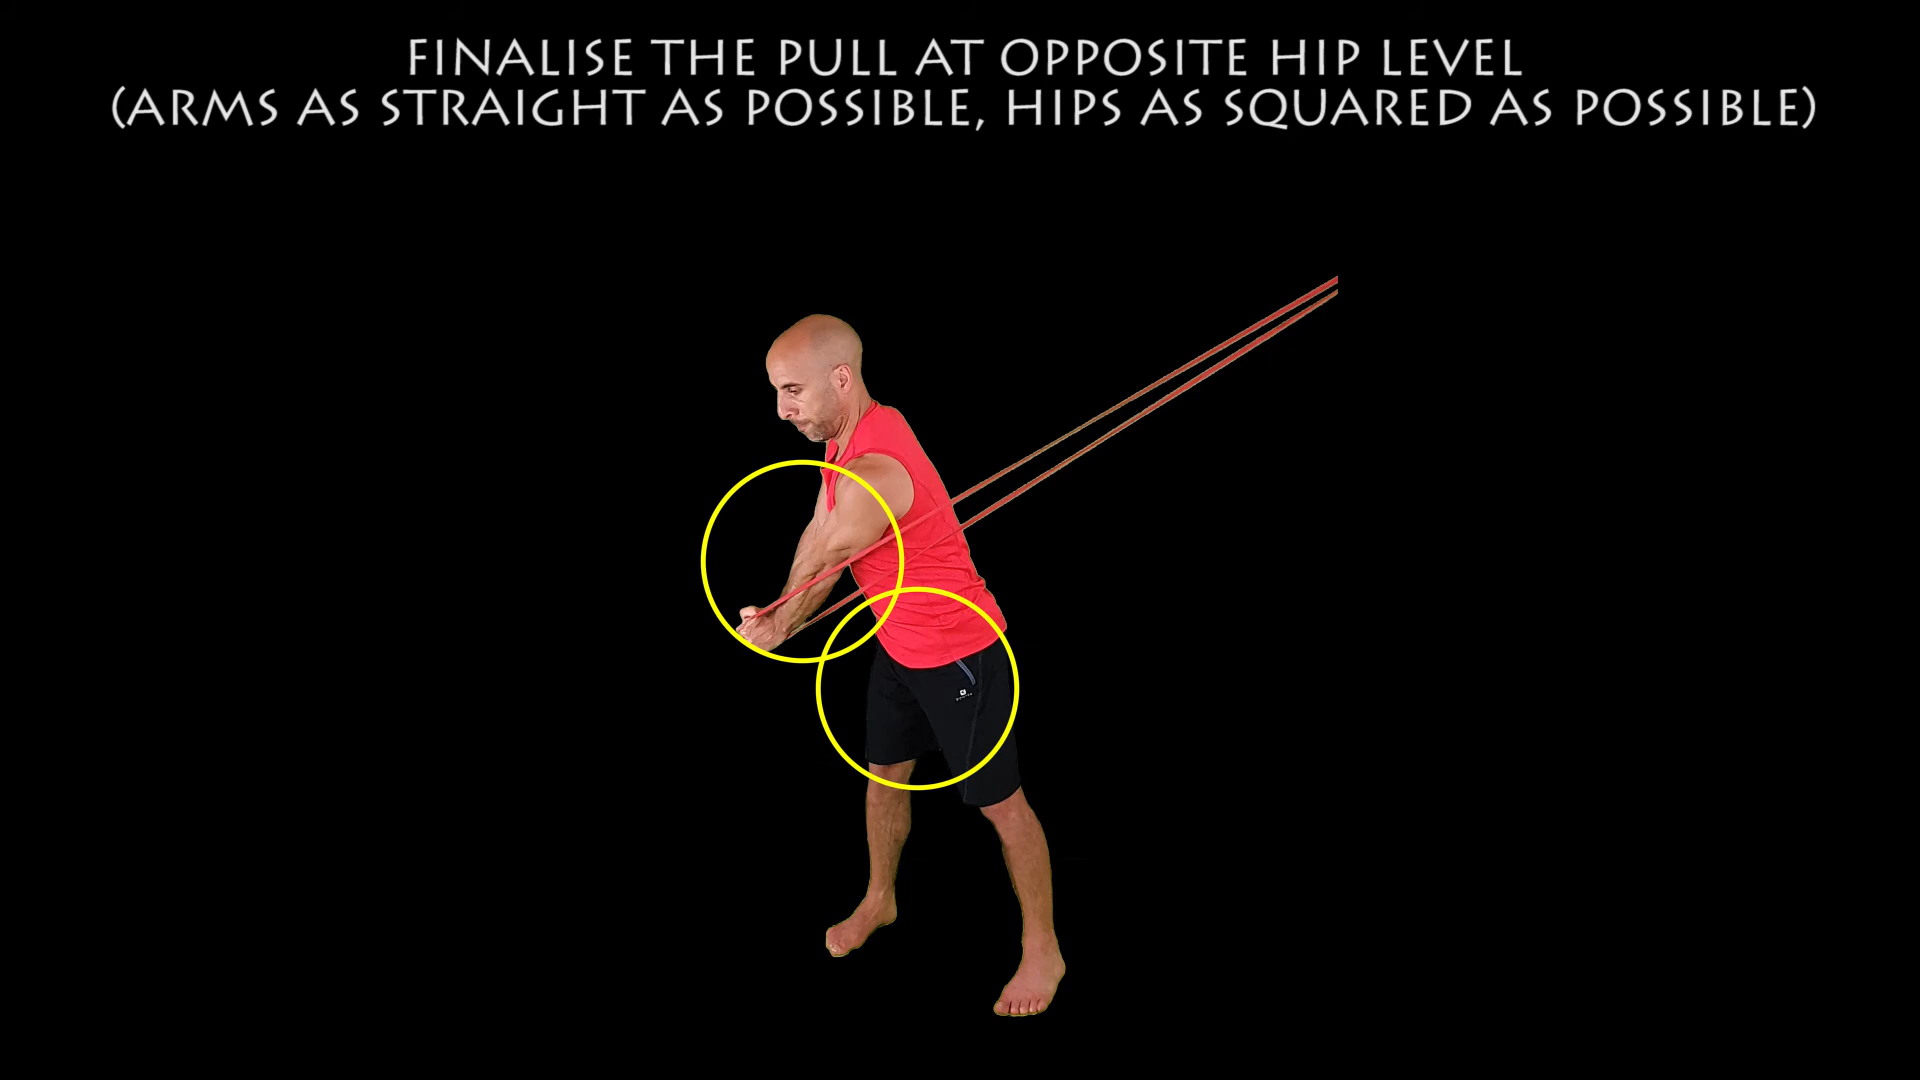 FINALISE THE PULL AT OPPOSITE HIP LEVEL
(ARMS AS STRAIGHT AS POSSIBLE, HIPS AS SQUARED AS POSSIBLE)